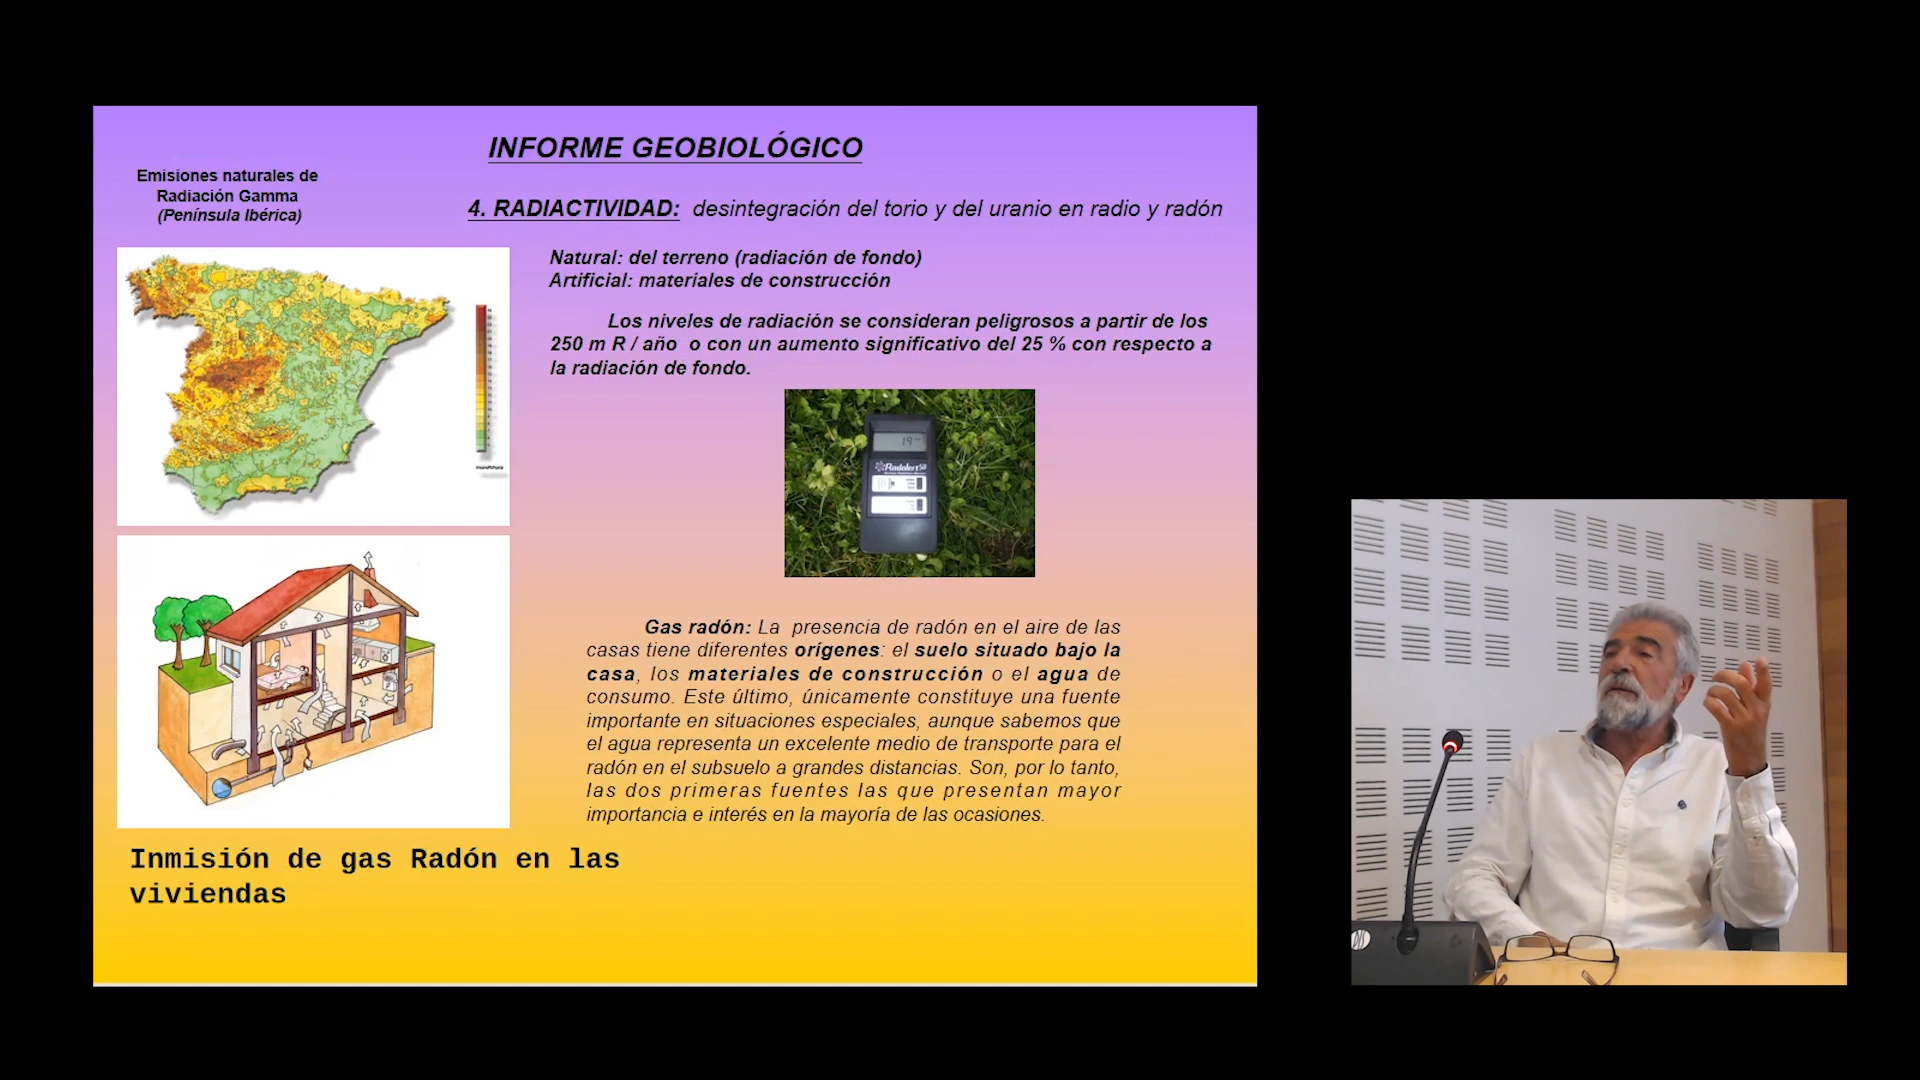 INFORME GEOBIOLÓGICO
Emisiones naturales de
Radiación Gamma
(Península Ibérica)
4. RADIACTIVIDAD: desintegración del torio y del uranio en radio y radón
Natural: del terreno (radiación de fondo)
Artificial: materiales de construcción
Los niveles de radiación se consideran peligrosos a partir de los
250 m R / año o con un aumento significativo del 25 % con respecto a
la radiación de fondo.
19
Radalert 50
Gas radón: La presencia de radón en el aire de las
casas tiene diferentes orígenes: el suelo situado bajo la
casa, los materiales de construcción o el agua de
consumo. Este último, únicamente constituye una fuente
importante en situaciones especiales, aunque sabemos que
el agua representa un excelente medio de transporte para el
radón en el subsuelo a grandes distancias. Son, por lo tanto,
las dos primeras fuentes las que presentan mayor
importancia e interés en la mayoría de las ocasiones.
Inmisión de gas Radón en las
viviendas